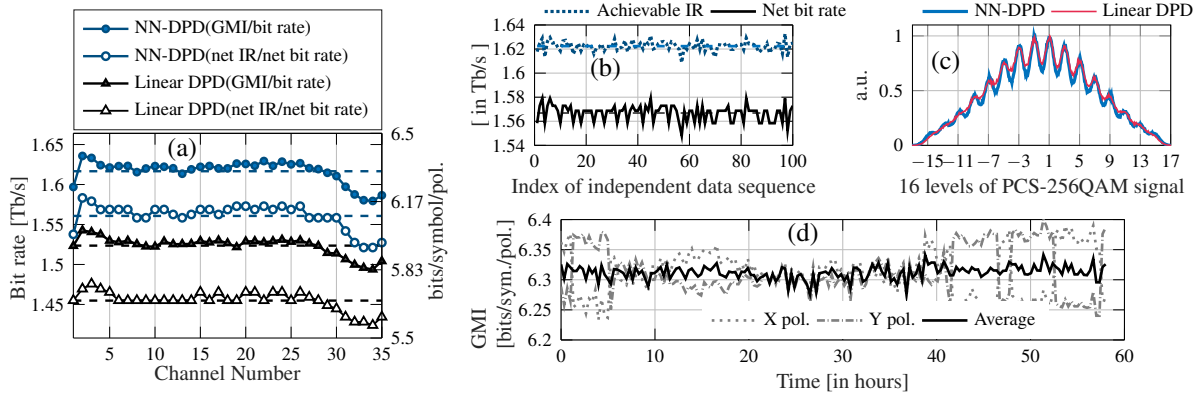 NN-DPD(GMI/bit rate)
NN-DPD(net IR/net bit rate)
Linear DPD(GMI/bit rate)
Linear DPD(net IR/net bit rate)
(a)
Bit rate [Tb/s]
1.65
1.6
1.55
1.5
1.45
6.5
6.17
5.83
5.5
bits/symbol/pol.
5 10 15 20 25 30 35
Channel Number
Achievable IR Net bit rate
(b)
[ in Tb/s ]
1.64
1.62
1.6
1.58
1.56
1.54
0 20 40 60 80 100
Index of independent data sequence
NN-DPD Linear DPD
(c)
a.u.
1
0.5
0
−15 −11 −7 −3 1 5 9 13 17
16 levels of PCS-256QAM signal
(d)
GMI
[bits/sym./pol.]
6.4
6.35
6.3
6.25
6.2
X pol. Y pol. Average
0 10 20 30 40 50 60
Time [in hours]